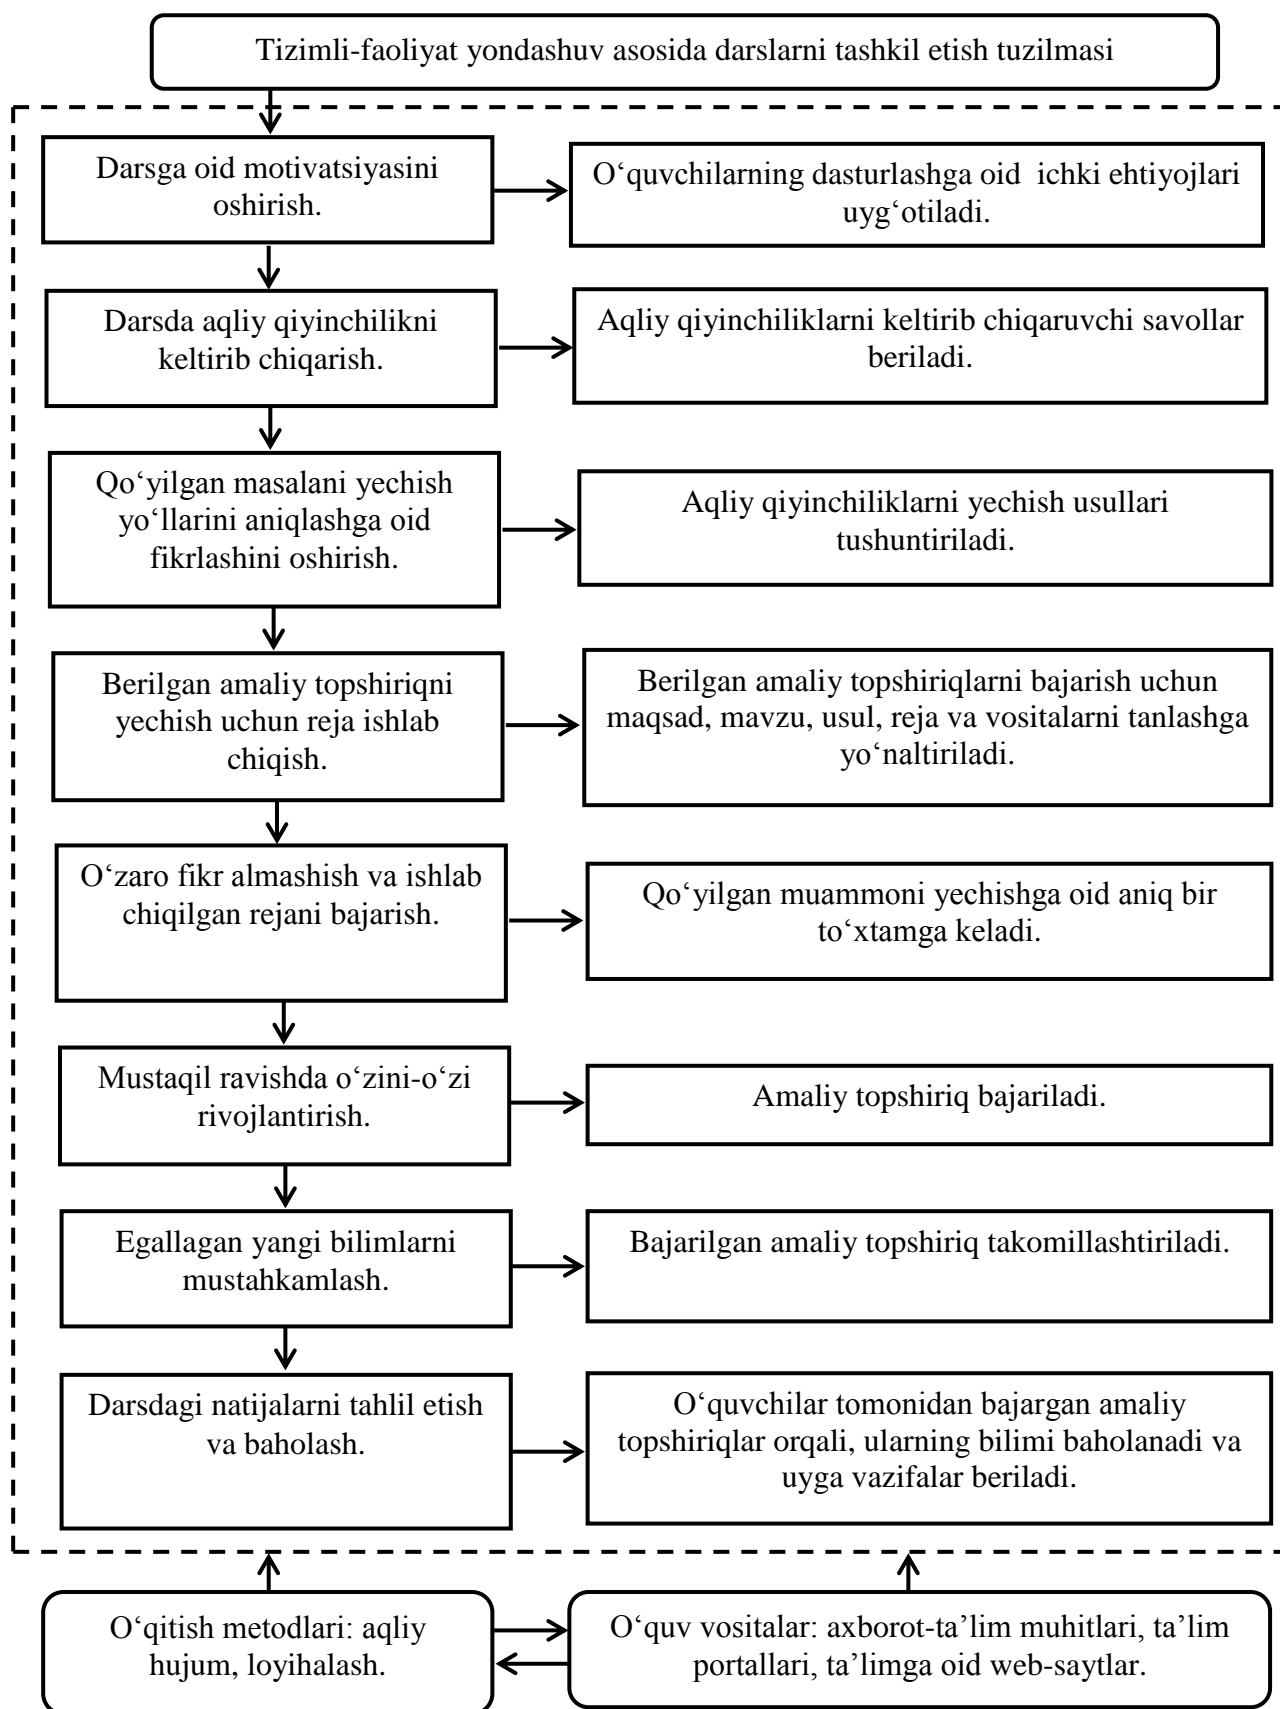 Tizimli-faoliyat yondashuv asosida darslarni tashkil etish tuzilmasi
Darsga oid motivatsiyasini
oshirish.
O‘quvchilarning dasturlashga oid  ichki ehtiyojlari
uyg‘otiladi.
Darsda aqliy qiyinchilikni
keltirib chiqarish.
Aqliy qiyinchiliklarni keltirib chiqaruvchi savollar
beriladi.
Qo‘yilgan masalani yechish
yo‘llarini aniqlashga oid
fikrlashini oshirish.
Aqliy qiyinchiliklarni yechish usullari
tushuntiriladi.
Berilgan amaliy topshiriqni
yechish uchun reja ishlab
chiqish.
Berilgan amaliy topshiriqlarni bajarish uchun
maqsad, mavzu, usul, reja va vositalarni tanlashga
yo‘naltiriladi.
O‘zaro fikr almashish va ishlab
chiqilgan rejani bajarish.
Qo‘yilgan muammoni yechishga oid aniq bir
to‘xtamga keladi.
Mustaqil ravishda o‘zini-o‘zi
rivojlantirish.
Amaliy topshiriq bajariladi.
Egallagan yangi bilimlarni
mustahkamlash.
Bajarilgan amaliy topshiriq takomillashtiriladi.
Darsdagi natijalarni tahlil etish
va baholash.
O‘quvchilar tomonidan bajargan amaliy
topshiriqlar orqali, ularning bilimi baholanadi va
uyga vazifalar beriladi.
O‘qitish metodlari: aqliy
hujum, loyihalash.
O‘quv vositalar: axborot-ta’lim muhitlari, ta’lim
portallari, ta’limga oid web-saytlar.